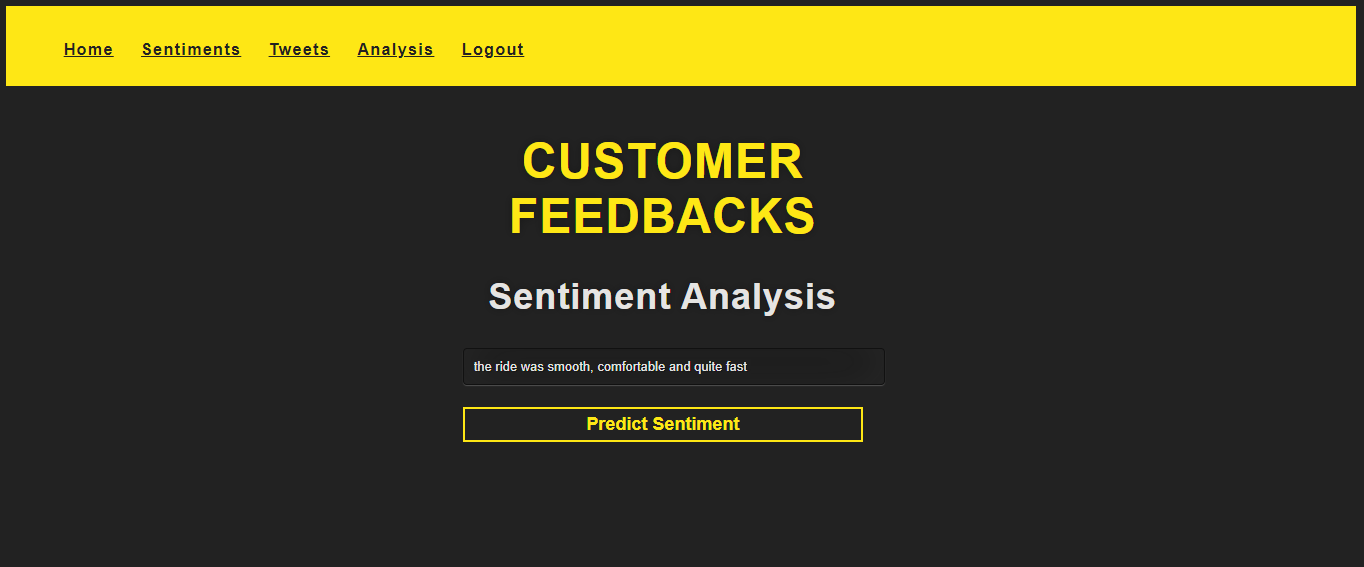 Home Sentiments Tweets Analysis Logout
CUSTOMER
FEEDBACKS
Sentiment Analysis
the ride was smooth, comfortable and quite fast
Predict Sentiment